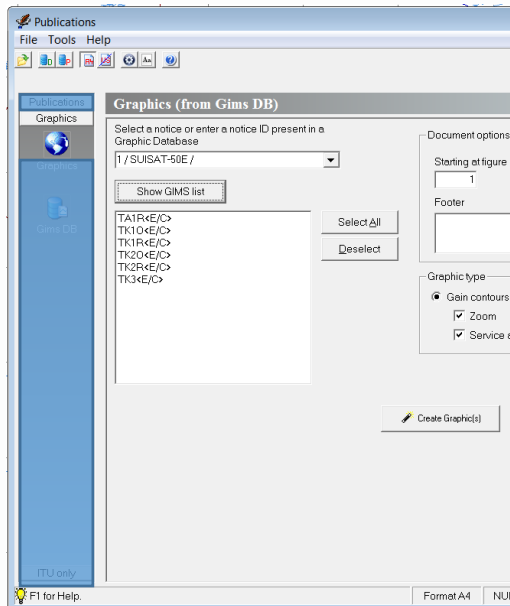 Publications
File Tools Help
Publications
Graphics
Graphics
Gims DB
ITU only
Graphics (from Gims DB)
Select a notice or enter a notice ID present in a
Graphic Database
1 / SUISAT-50E /
Show GIMS list
TA1R<E/C>
TK1O<E/C>
TK1R<E/C>
TK2O<E/C>
TK2R<E/C>
TK3<E/C>
Select All
Deselect
Document options
Starting at figure
1
Footer
Graphic type
Gain contours
Zoom
Service a
Create Graphic(s)
F1 for Help.
Format A4
NU